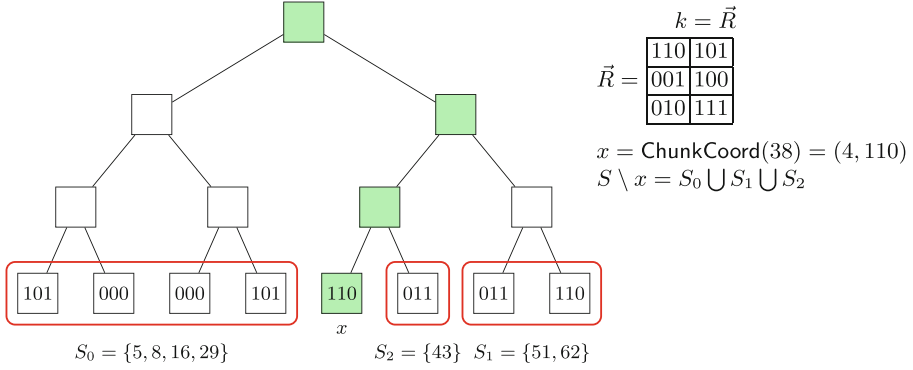 k = R⃗
R⃗ =
110 101
001 100
010 111
x = ChunkCoord(38) = (4, 110)
S \ x = S₀ ⋃ S₁ ⋃ S₂
101 000 000 101 110 011 011 110
x
S₀ = {5, 8, 16, 29} S₂ = {43} S₁ = {51, 62}